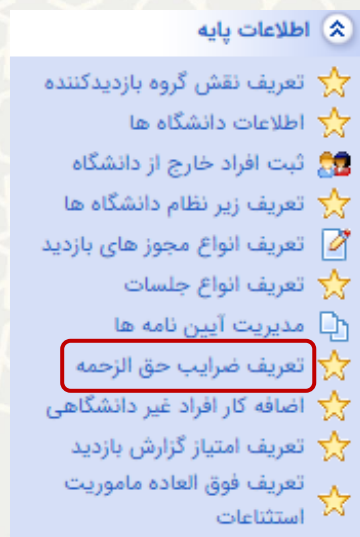 اطلاعات پایه
تعریف نقش گروه بازدیدکننده
اطلاعات دانشگاه ها
ثبت افراد خارج از دانشگاه
تعریف زیر نظام دانشگاه ها
تعریف انواع مجوز های بازدید
تعریف انواع جلسات
مدیریت آیین نامه ها
تعریف ضرایب حق الزحمه
اضافه کار افراد غیر دانشگاهی
تعریف امتیاز گزارش بازدید
تعریف فوق العاده ماموریت
استثناعات